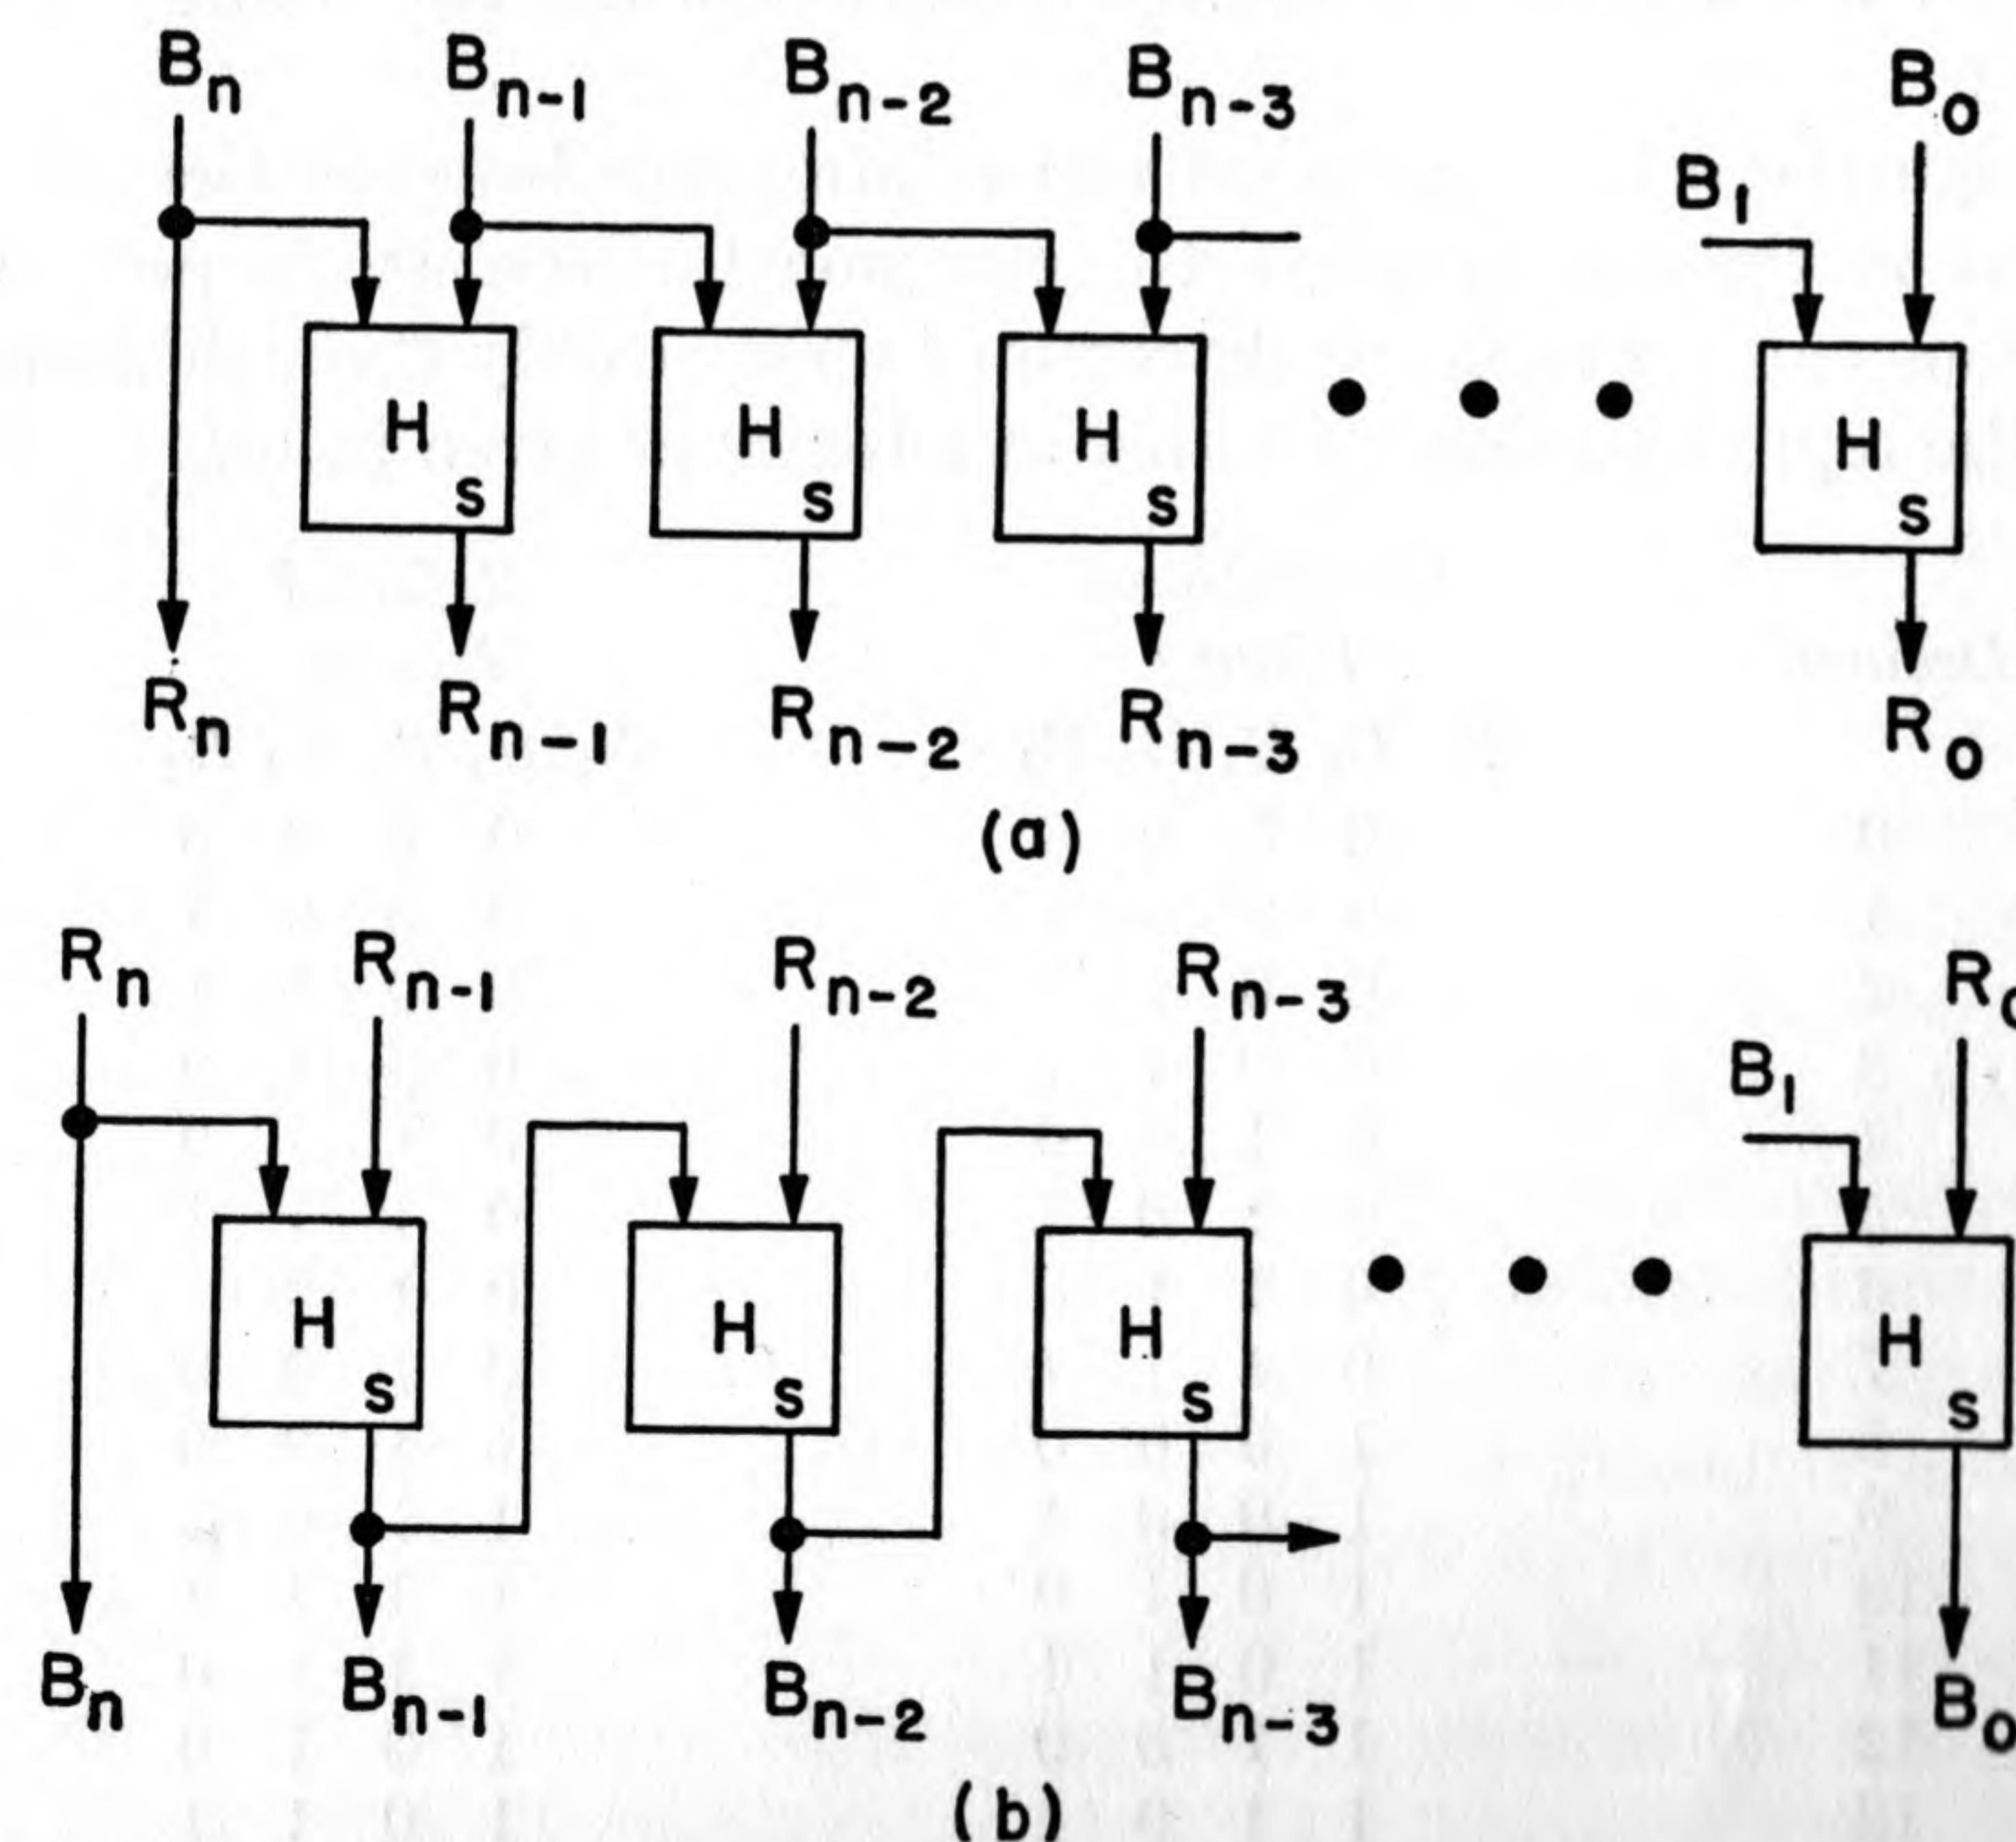 Bn Bn-1 Bn-2 Bn-3 B0
B1
H H H H
S S S S
Rn Rn-1 Rn-2 Rn-3 R0
(a)
Rn Rn-1 Rn-2 Rn-3 R0
B1
H H H H
S S S S
Bn Bn-1 Bn-2 Bn-3 B0
(b)